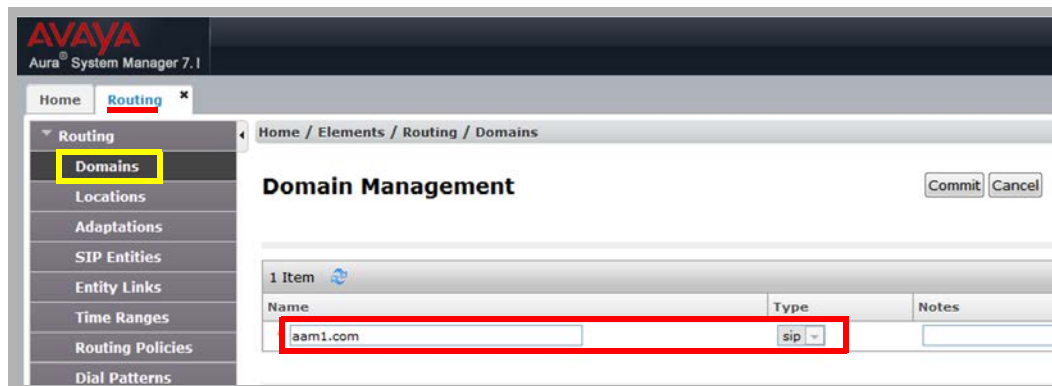 AVAYA
Aura® System Manager 7.1
Home Routing ×
Routing
Home / Elements / Routing / Domains
Domains
Locations
Adaptations
SIP Entities
Entity Links
Time Ranges
Routing Policies
Dial Patterns
Domain Management
Commit Cancel
1 Item
Name Type Notes
aam1.com sip